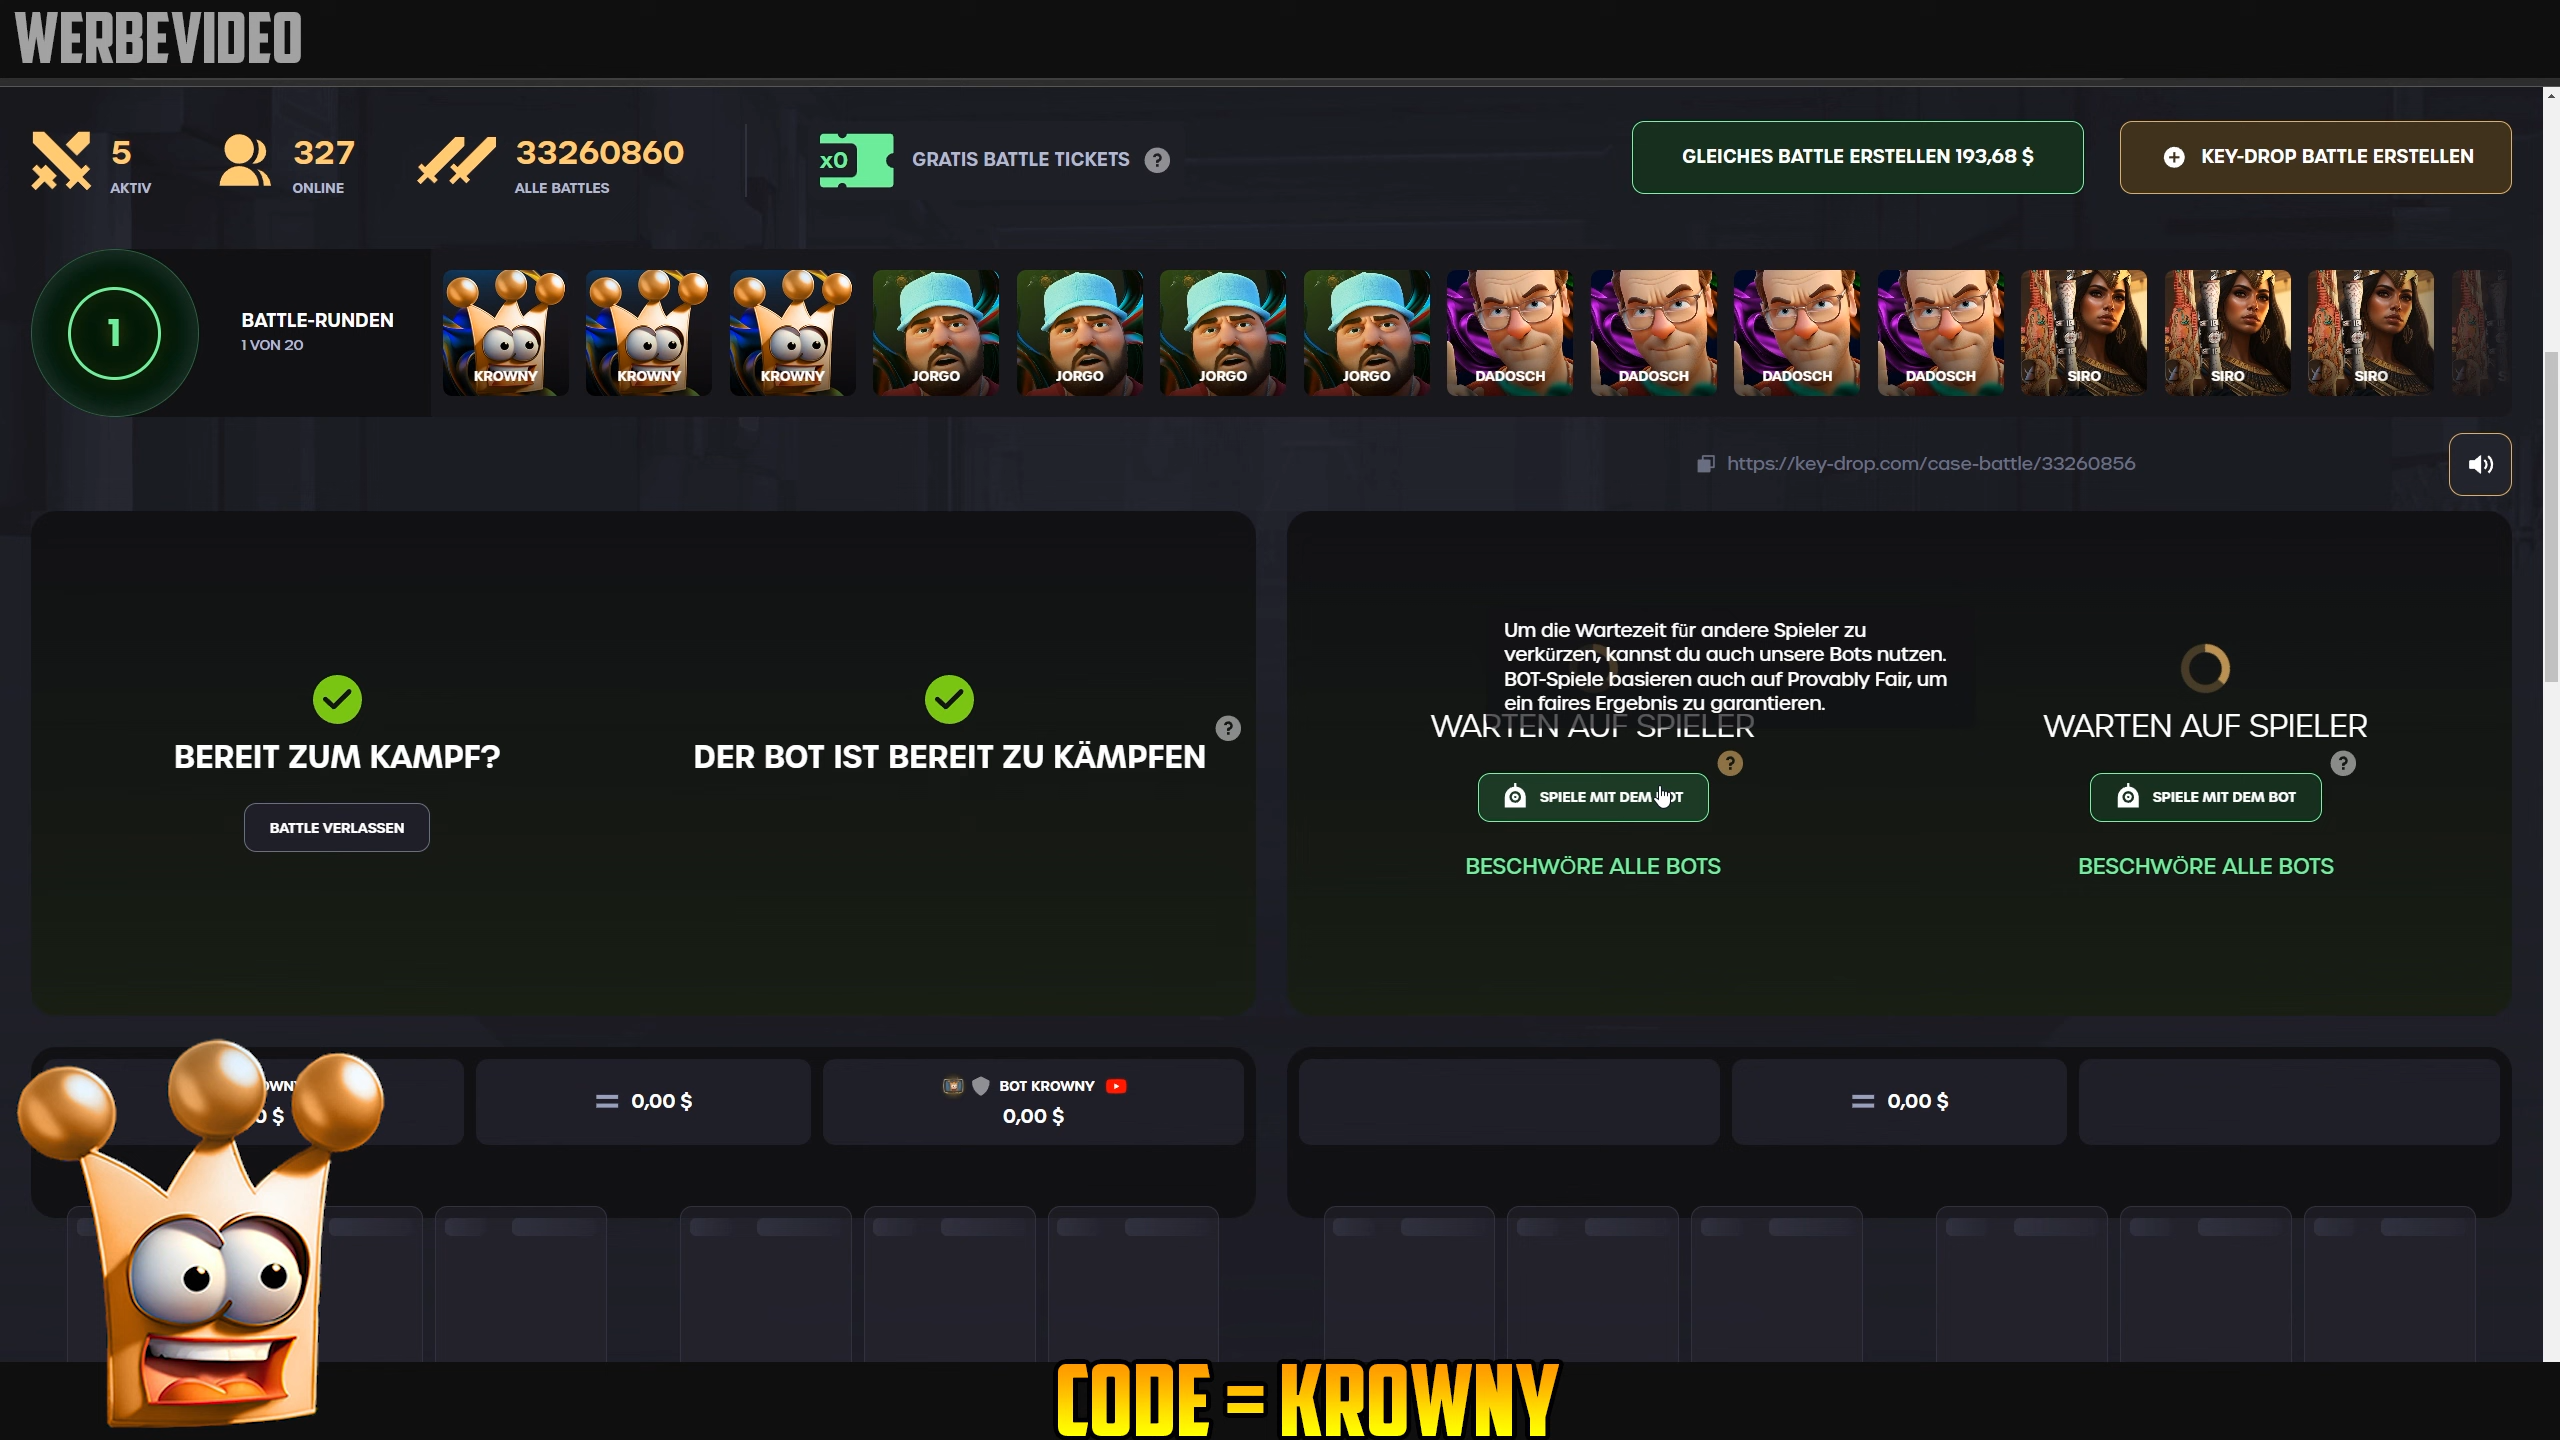 WERBEVIDEO
5
AKTIV
327
ONLINE
33260860
ALLE BATTLES
x0
GRATIS BATTLE TICKETS ?
GLEICHES BATTLE ERSTELLEN 193,68 $
KEY-DROP BATTLE ERSTELLEN
1
BATTLE-RUNDEN
1 VON 20
KROWNY
KROWNY
KROWNY
JORGO
JORGO
JORGO
JORGO
DADOSCH
DADOSCH
DADOSCH
DADOSCH
SIRO
SIRO
SIRO
https://key-drop.com/case-battle/33260856
BEREIT ZUM KAMPF?
BATTLE VERLASSEN
DER BOT IST BEREIT ZU KÄMPFEN ?
Um die Wartezeit für andere Spieler zu
verkürzen, kannst du auch unsere Bots nutzen.
BOT-Spiele basieren auch auf Provably Fair, um
ein faires Ergebnis zu garantieren.
WARTEN AUF SPIELER
?
SPIELE MIT DEM BOT
BESCHWÖRE ALLE BOTS
WARTEN AUF SPIELER
?
SPIELE MIT DEM BOT
BESCHWÖRE ALLE BOTS
= 0,00 $
BOT KROWNY
0,00 $
= 0,00 $
CODE = KROWNY